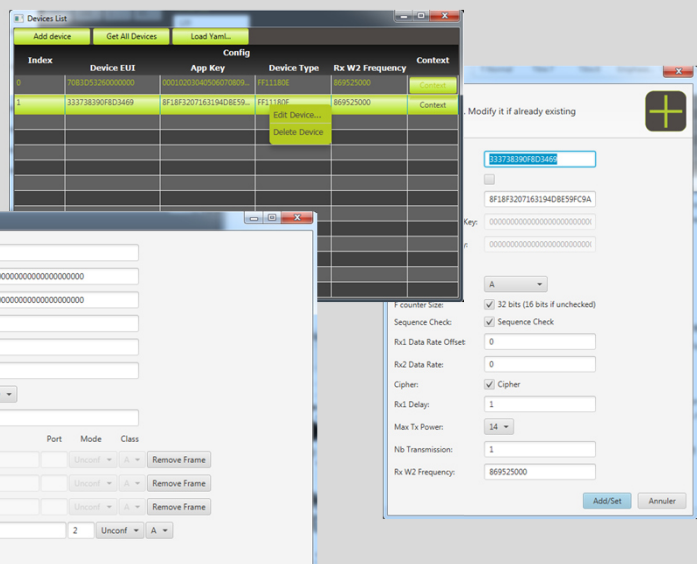 Devices List
Add device
Get All Devices
Load Yaml..
Config
Index
Device EUI
App Key
Device Type
Rx W2 Frequency
Context
0
70B3D53260000000
00010203040506070809...
FF11180E
869525000
Context
1
333738390F8D3469
8F18F3207163194D8E59...
FF11180F
869525000
Context
Edit Device...
Delete Device
. Modify it if already existing
333738390F8D3469
8F18F3207163194D8E59FC9A
Key:
y:
A
F counter Size:
32 bits (16 bits if unchecked)
Sequence Check:
Sequence Check
Rx1 Data Rate Offset:
0
Rx2 Data Rate:
0
Cipher:
Cipher
Rx1 Delay:
1
Max Tx Power:
14
Nb Transmission:
1
Rx W2 Frequency:
869525000
Add/Set
Annuler
Port
Mode
Class
Unconf
A
Remove Frame
Unconf
A
Remove Frame
Unconf
A
Remove Frame
2
Unconf
A